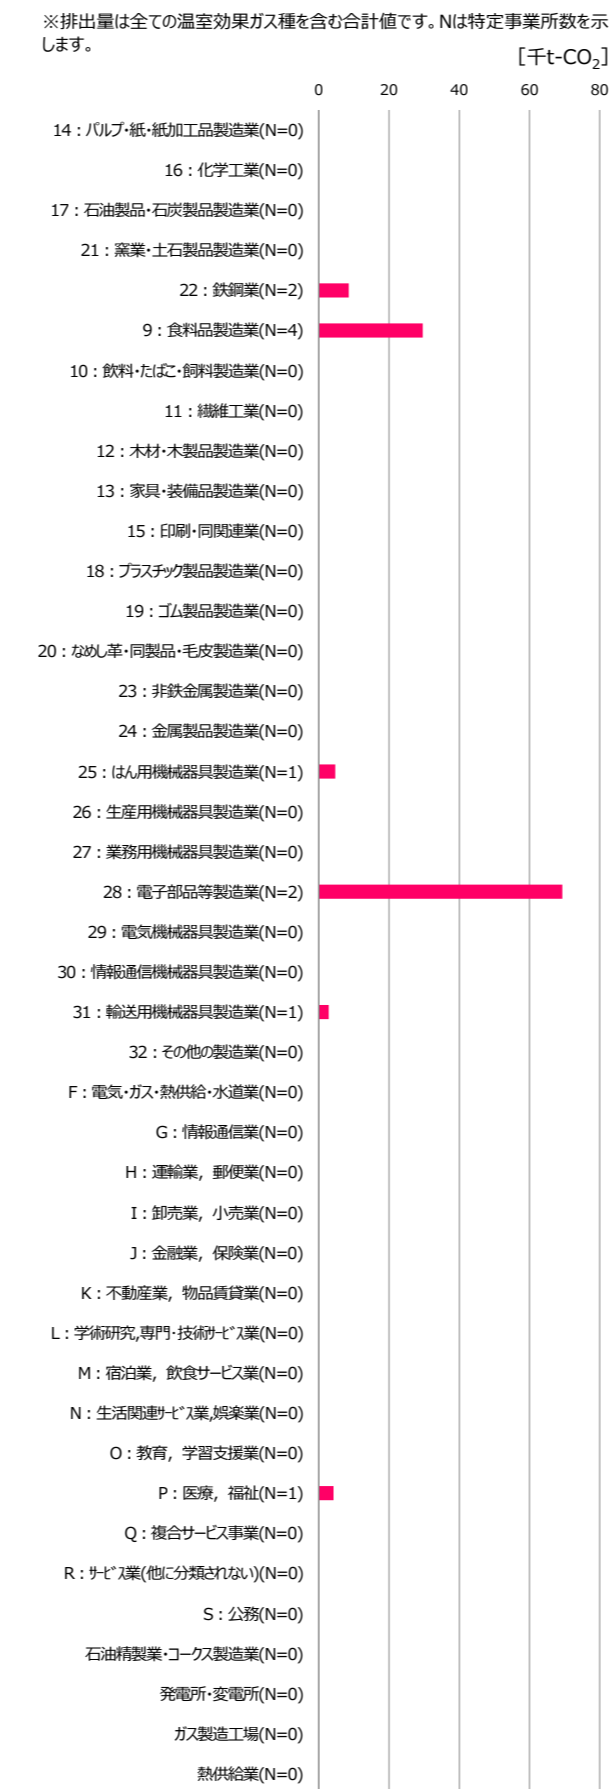 ※排出量は全ての温室効果ガス種を含む合計値です。Nは特定事業所数を示
します。
[千t-CO₂]
0 20 40 60 80
14：パルプ・紙・紙加工品製造業(N=0)
16：化学工業(N=0)
17：石油製品・石炭製品製造業(N=0)
21：窯業・土石製品製造業(N=0)
22：鉄鋼業(N=2)
9：食料品製造業(N=4)
10：飲料・たばこ・飼料製造業(N=0)
11：繊維工業(N=0)
12：木材・木製品製造業(N=0)
13：家具・装備品製造業(N=0)
15：印刷・同関連業(N=0)
18：プラスチック製品製造業(N=0)
19：ゴム製品製造業(N=0)
20：なめし革・同製品・毛皮製造業(N=0)
23：非鉄金属製造業(N=0)
24：金属製品製造業(N=0)
25：はん用機械器具製造業(N=1)
26：生産用機械器具製造業(N=0)
27：業務用機械器具製造業(N=0)
28：電子部品等製造業(N=2)
29：電気機械器具製造業(N=0)
30：情報通信機械器具製造業(N=0)
31：輸送用機械器具製造業(N=1)
32：その他の製造業(N=0)
F：電気・ガス・熱供給・水道業(N=0)
G：情報通信業(N=0)
H：運輸業，郵便業(N=0)
I：卸売業，小売業(N=0)
J：金融業，保険業(N=0)
K：不動産業，物品賃貸業(N=0)
L：学術研究,専門・技術ｻｰﾋﾞｽ業(N=0)
M：宿泊業，飲食サービス業(N=0)
N：生活関連ｻｰﾋﾞｽ業,娯楽業(N=0)
O：教育，学習支援業(N=0)
P：医療，福祉(N=1)
Q：複合サービス事業(N=0)
R：ｻｰﾋﾞｽ業(他に分類されない)(N=0)
S：公務(N=0)
石油精製業・コークス製造業(N=0)
発電所・変電所(N=0)
ガス製造工場(N=0)
熱供給業(N=0)